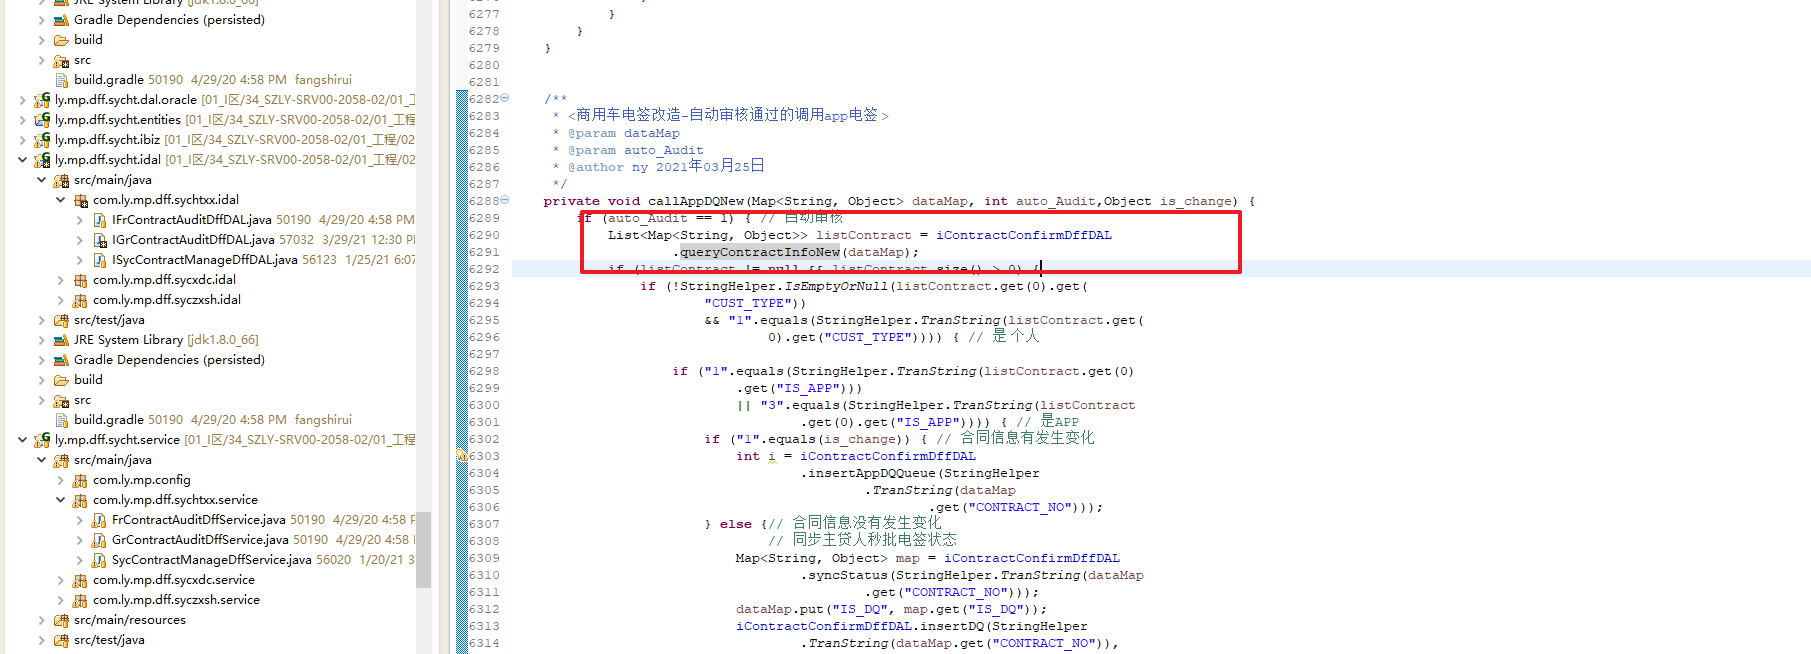 JRE System Library [jdk1.8.0_66]
Gradle Dependencies (persisted)
build
src
build.gradle 50190 4/29/20 4:58 PM fangshirui
ly.mp.dff.sycht.dal.oracle [01_I区/34_SZLY-SRV00-2058-02/01_工
ly.mp.dff.sycht.entities [01_I区/34_SZLY-SRV00-2058-02/01_工程/
ly.mp.dff.sycht.ibiz [01_I区/34_SZLY-SRV00-2058-02/01_工程/02
ly.mp.dff.sycht.idal [01_I区/34_SZLY-SRV00-2058-02/01_工程/02
src/main/java
com.ly.mp.dff.sychtxx.idal
IFrContractAuditDffDAL.java 50190 4/29/20 4:58 PM
IGrContractAuditDffDAL.java 57032 3/29/21 12:30 P
ISycContractManageDffDAL.java 56123 1/25/21 6:07
com.ly.mp.dff.sycxdc.idal
com.ly.mp.dff.syczxsh.idal
src/test/java
JRE System Library [jdk1.8.0_66]
Gradle Dependencies (persisted)
build
src
build.gradle 50190 4/29/20 4:58 PM fangshirui
ly.mp.dff.sycht.service [01_I区/34_SZLY-SRV00-2058-02/01_工程
src/main/java
com.ly.mp.config
com.ly.mp.dff.sychtxx.service
FrContractAuditDffService.java 50190 4/29/20 4:58 F
GrContractAuditDffService.java 50190 4/29/20 4:58
SycContractManageDffService.java 56020 1/20/21 3
com.ly.mp.dff.sycxdc.service
com.ly.mp.dff.syczxsh.service
src/main/resources
src/test/java
6277 }
6278 }
6279 }
6280
6281
6282 /**
6283 * <商用车电签改造-自动审核通过的调用app电签>
6284 * @param dataMap
6285 * @param auto_Audit
6286 * @author ny 2021年03月25日
6287 */
6288 private void callAppDQNew(Map<String, Object> dataMap, int auto_Audit,Object is_change) {
6289 if (auto_Audit == 1) { // 自动审核
6290 List<Map<String, Object>> listContract = iContractConfirmDffDAL
6291 .queryContractInfoNew(dataMap);
6292 if (listContract != null && listContract.size() > 0) {
6293 if (!StringHelper.IsEmptyOrNull(listContract.get(0).get(
6294 "CUST_TYPE"))
6295 && "1".equals(StringHelper.TranString(listContract.get(
6296 0).get("CUST_TYPE")))) { // 是个人
6297
6298 if ("1".equals(StringHelper.TranString(listContract.get(0)
6299 .get("IS_APP")))
6300 || "3".equals(StringHelper.TranString(listContract
6301 .get(0).get("IS_APP")))) { // 是APP
6302 if ("1".equals(is_change)) { // 合同信息有发生变化
6303 int i = iContractConfirmDffDAL
6304 .insertAppDQQueue(StringHelper
6305 .TranString(dataMap
6306 .get("CONTRACT_NO")));
6307 } else {// 合同信息没有发生变化
6308 // 同步主贷人秒批电签状态
6309 Map<String, Object> map = iContractConfirmDffDAL
6310 .syncStatus(StringHelper.TranString(dataMap
6311 .get("CONTRACT_NO")));
6312 dataMap.put("IS_DQ", map.get("IS_DQ"));
6313 iContractConfirmDffDAL.insertDQ(StringHelper
6314 .TranString(dataMap.get("CONTRACT_NO")),